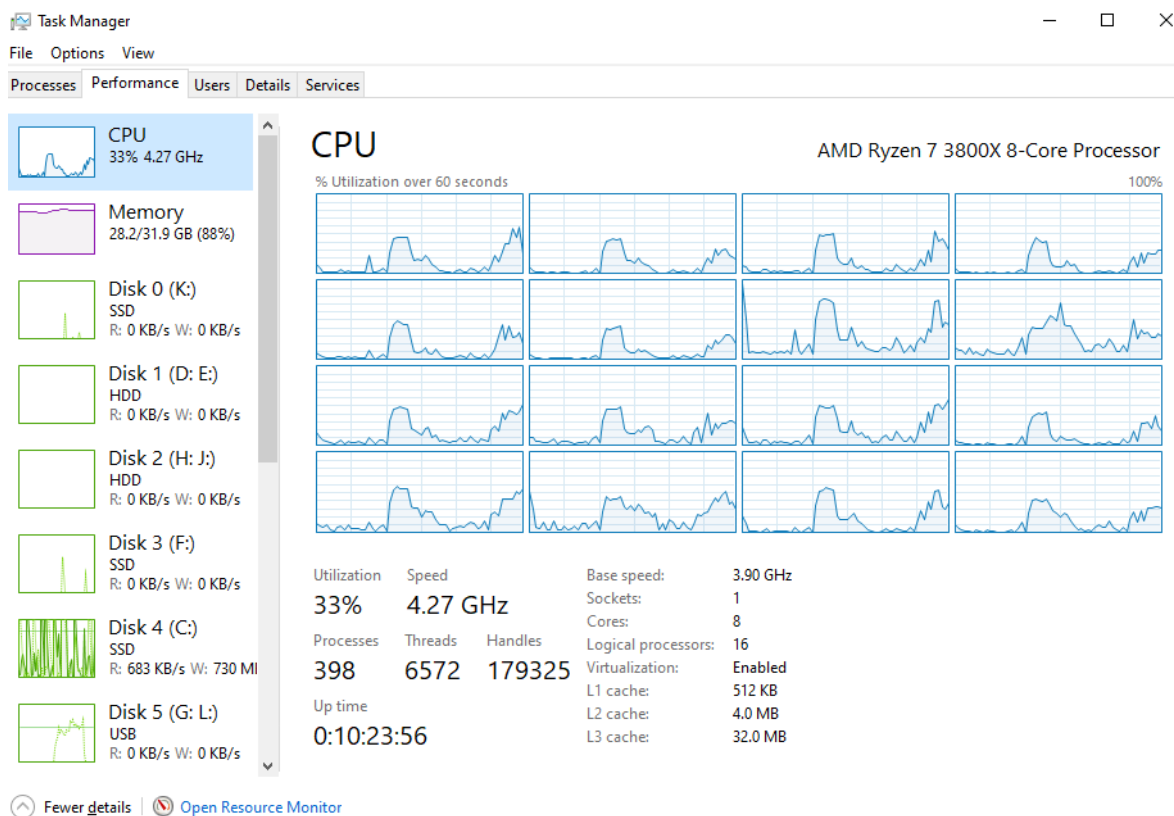 Task Manager
File Options View
Processes Performance Users Details Services
CPU
33% 4.27 GHz
Memory
28.2/31.9 GB (88%)
Disk 0 (K:)
SSD
R: 0 KB/s W: 0 KB/s
Disk 1 (D: E:)
HDD
R: 0 KB/s W: 0 KB/s
Disk 2 (H: J:)
HDD
R: 0 KB/s W: 0 KB/s
Disk 3 (F:)
SSD
R: 0 KB/s W: 0 KB/s
Disk 4 (C:)
SSD
R: 683 KB/s W: 730 M
Disk 5 (G: L:)
USB
R: 0 KB/s W: 0 KB/s
CPU AMD Ryzen 7 3800X 8-Core Processor
% Utilization over 60 seconds 100%
Utilization Speed
33% 4.27 GHz
Processes Threads Handles
398 6572 179325
Up time
0:10:23:56
Base speed: 3.90 GHz
Sockets: 1
Cores: 8
Logical processors: 16
Virtualization: Enabled
L1 cache: 512 KB
L2 cache: 4.0 MB
L3 cache: 32.0 MB
Fewer details Open Resource Monitor